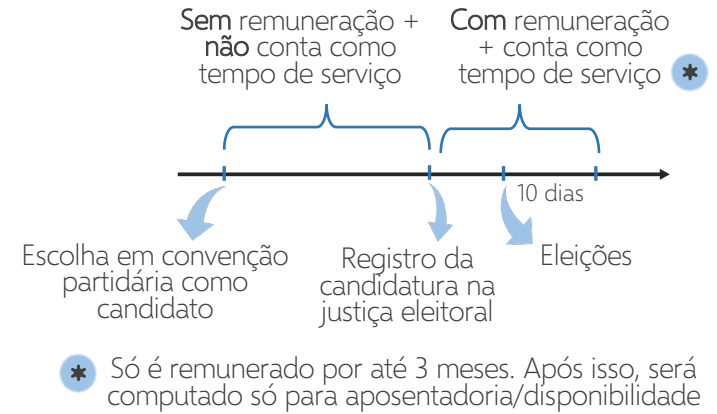 Sem remuneração +
não conta como
tempo de serviço
Com remuneração
+ conta como
tempo de serviço *
10 dias
Escolha em convenção
partidária como
candidato
Registro da
candidatura na
justiça eleitoral
Eleições
* Só é remunerado por até 3 meses. Após isso, será
computado só para aposentadoria/disponibilidade